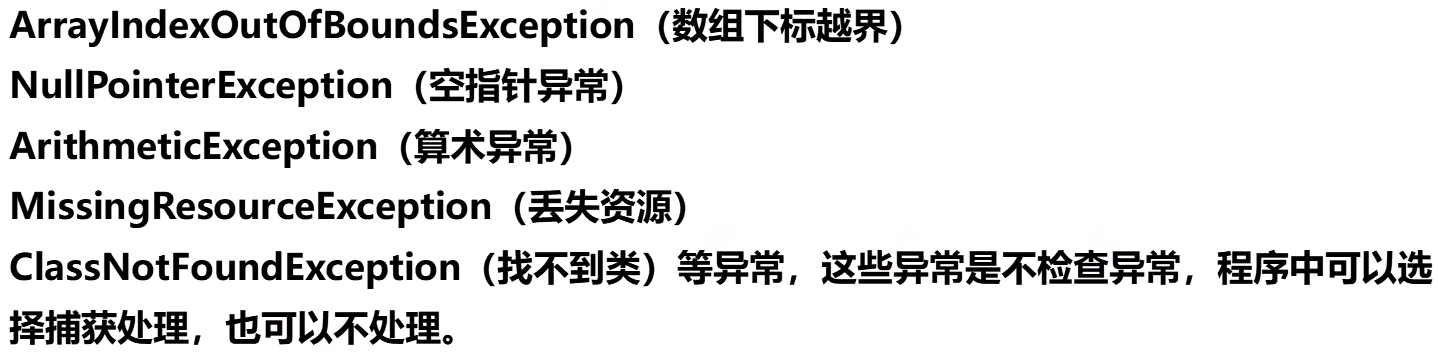 ArrayIndexOutOfBoundsException（数组下标越界）
NullPointerException（空指针异常）
ArithmeticException（算术异常）
MissingResourceException（丢失资源）
ClassNotFoundException（找不到类）等异常，这些异常是不检查异常，程序中可以选
择捕获处理，也可以不处理。